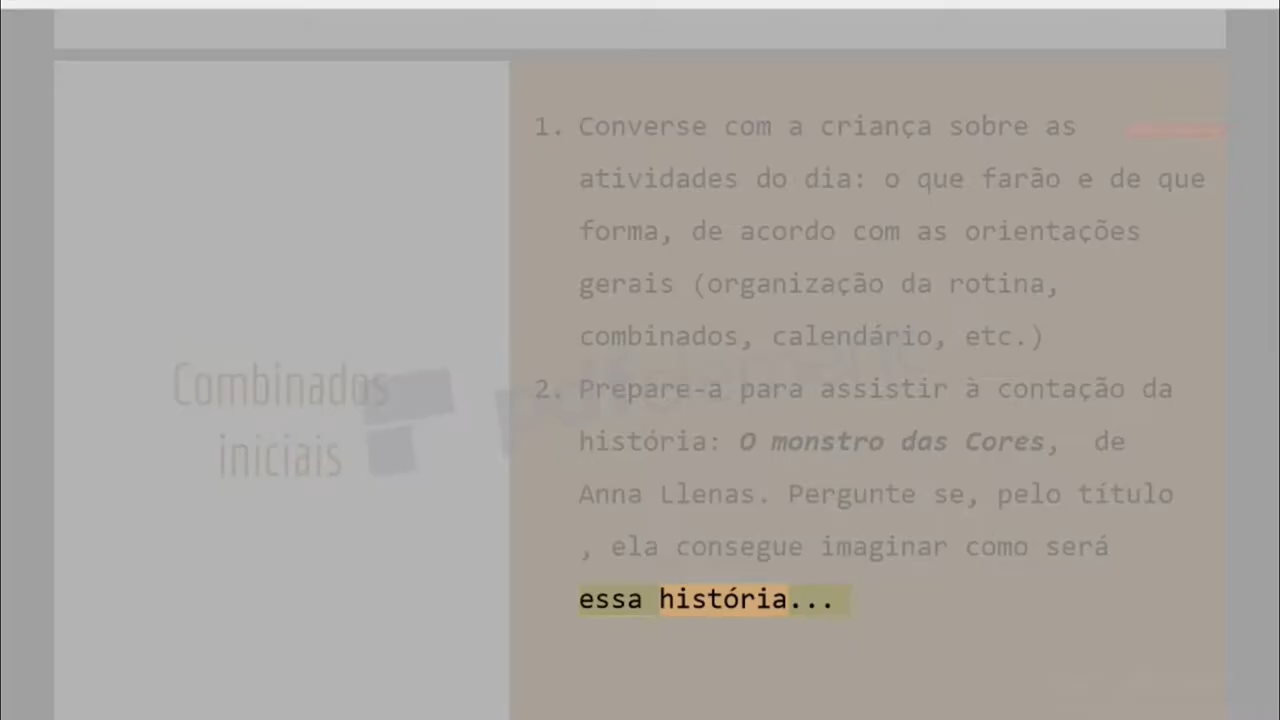 Combinados
iniciais
1. Converse com a criança sobre as
atividades do dia: o que farão e de que
forma, de acordo com as orientações
gerais (organização da rotina,
combinados, calendário, etc.)
2. Prepare-a para assistir à contação da
história: O monstro das Cores, de
Anna Llenas. Pergunte se, pelo título
, ela consegue imaginar como será
essa história...